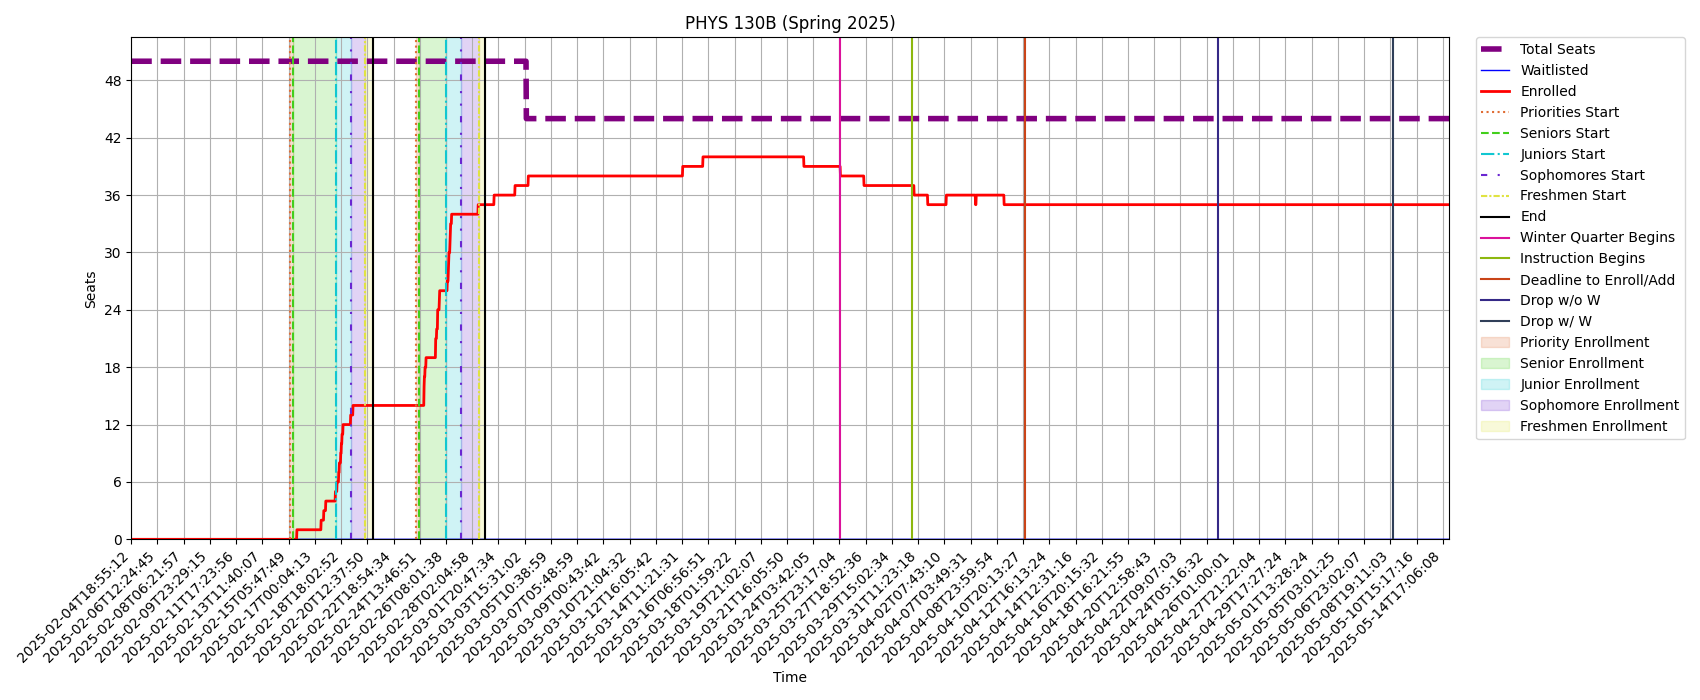 PHYS 130B (Spring 2025)
Total Seats
Waitlisted
Enrolled
Priorities Start
Seniors Start
Juniors Start
Sophomores Start
Freshmen Start
End
Winter Quarter Begins
Instruction Begins
Deadline to Enroll/Add
Drop w/o W
Drop w/ W
Priority Enrollment
Senior Enrollment
Junior Enrollment
Sophomore Enrollment
Freshmen Enrollment
Seats
48
42
36
30
24
18
12
6
0
2025-02-04T18:55:12
2025-02-06T12:24:45
2025-02-08T06:21:57
2025-02-09T23:29:15
2025-02-11T17:23:56
2025-02-13T11:40:07
2025-02-15T05:47:49
2025-02-17T00:04:13
2025-02-18T18:02:52
2025-02-20T12:37:50
2025-02-22T18:54:34
2025-02-24T13:46:51
2025-02-26T08:01:38
2025-02-28T02:04:58
2025-03-01T20:47:34
2025-03-03T15:31:02
2025-03-05T10:38:59
2025-03-07T05:48:59
2025-03-09T00:43:42
2025-03-10T21:04:32
2025-03-12T16:05:42
2025-03-14T11:21:31
2025-03-16T06:56:51
2025-03-18T01:59:22
2025-03-19T21:02:07
2025-03-21T16:05:50
2025-03-24T03:42:05
2025-03-25T23:17:04
2025-03-27T18:52:36
2025-03-29T15:02:34
2025-03-31T11:23:18
2025-04-02T07:43:10
2025-04-07T03:49:31
2025-04-08T23:59:54
2025-04-10T20:13:27
2025-04-12T16:13:24
2025-04-14T12:31:16
2025-04-16T20:15:32
2025-04-18T16:21:55
2025-04-20T12:58:43
2025-04-22T09:07:03
2025-04-24T05:16:32
2025-04-26T01:00:01
2025-04-27T21:22:04
2025-04-29T17:27:24
2025-05-01T13:28:24
2025-05-05T03:01:25
2025-05-06T23:02:07
2025-05-08T19:11:03
2025-05-10T15:17:16
2025-05-14T17:06:08
Time